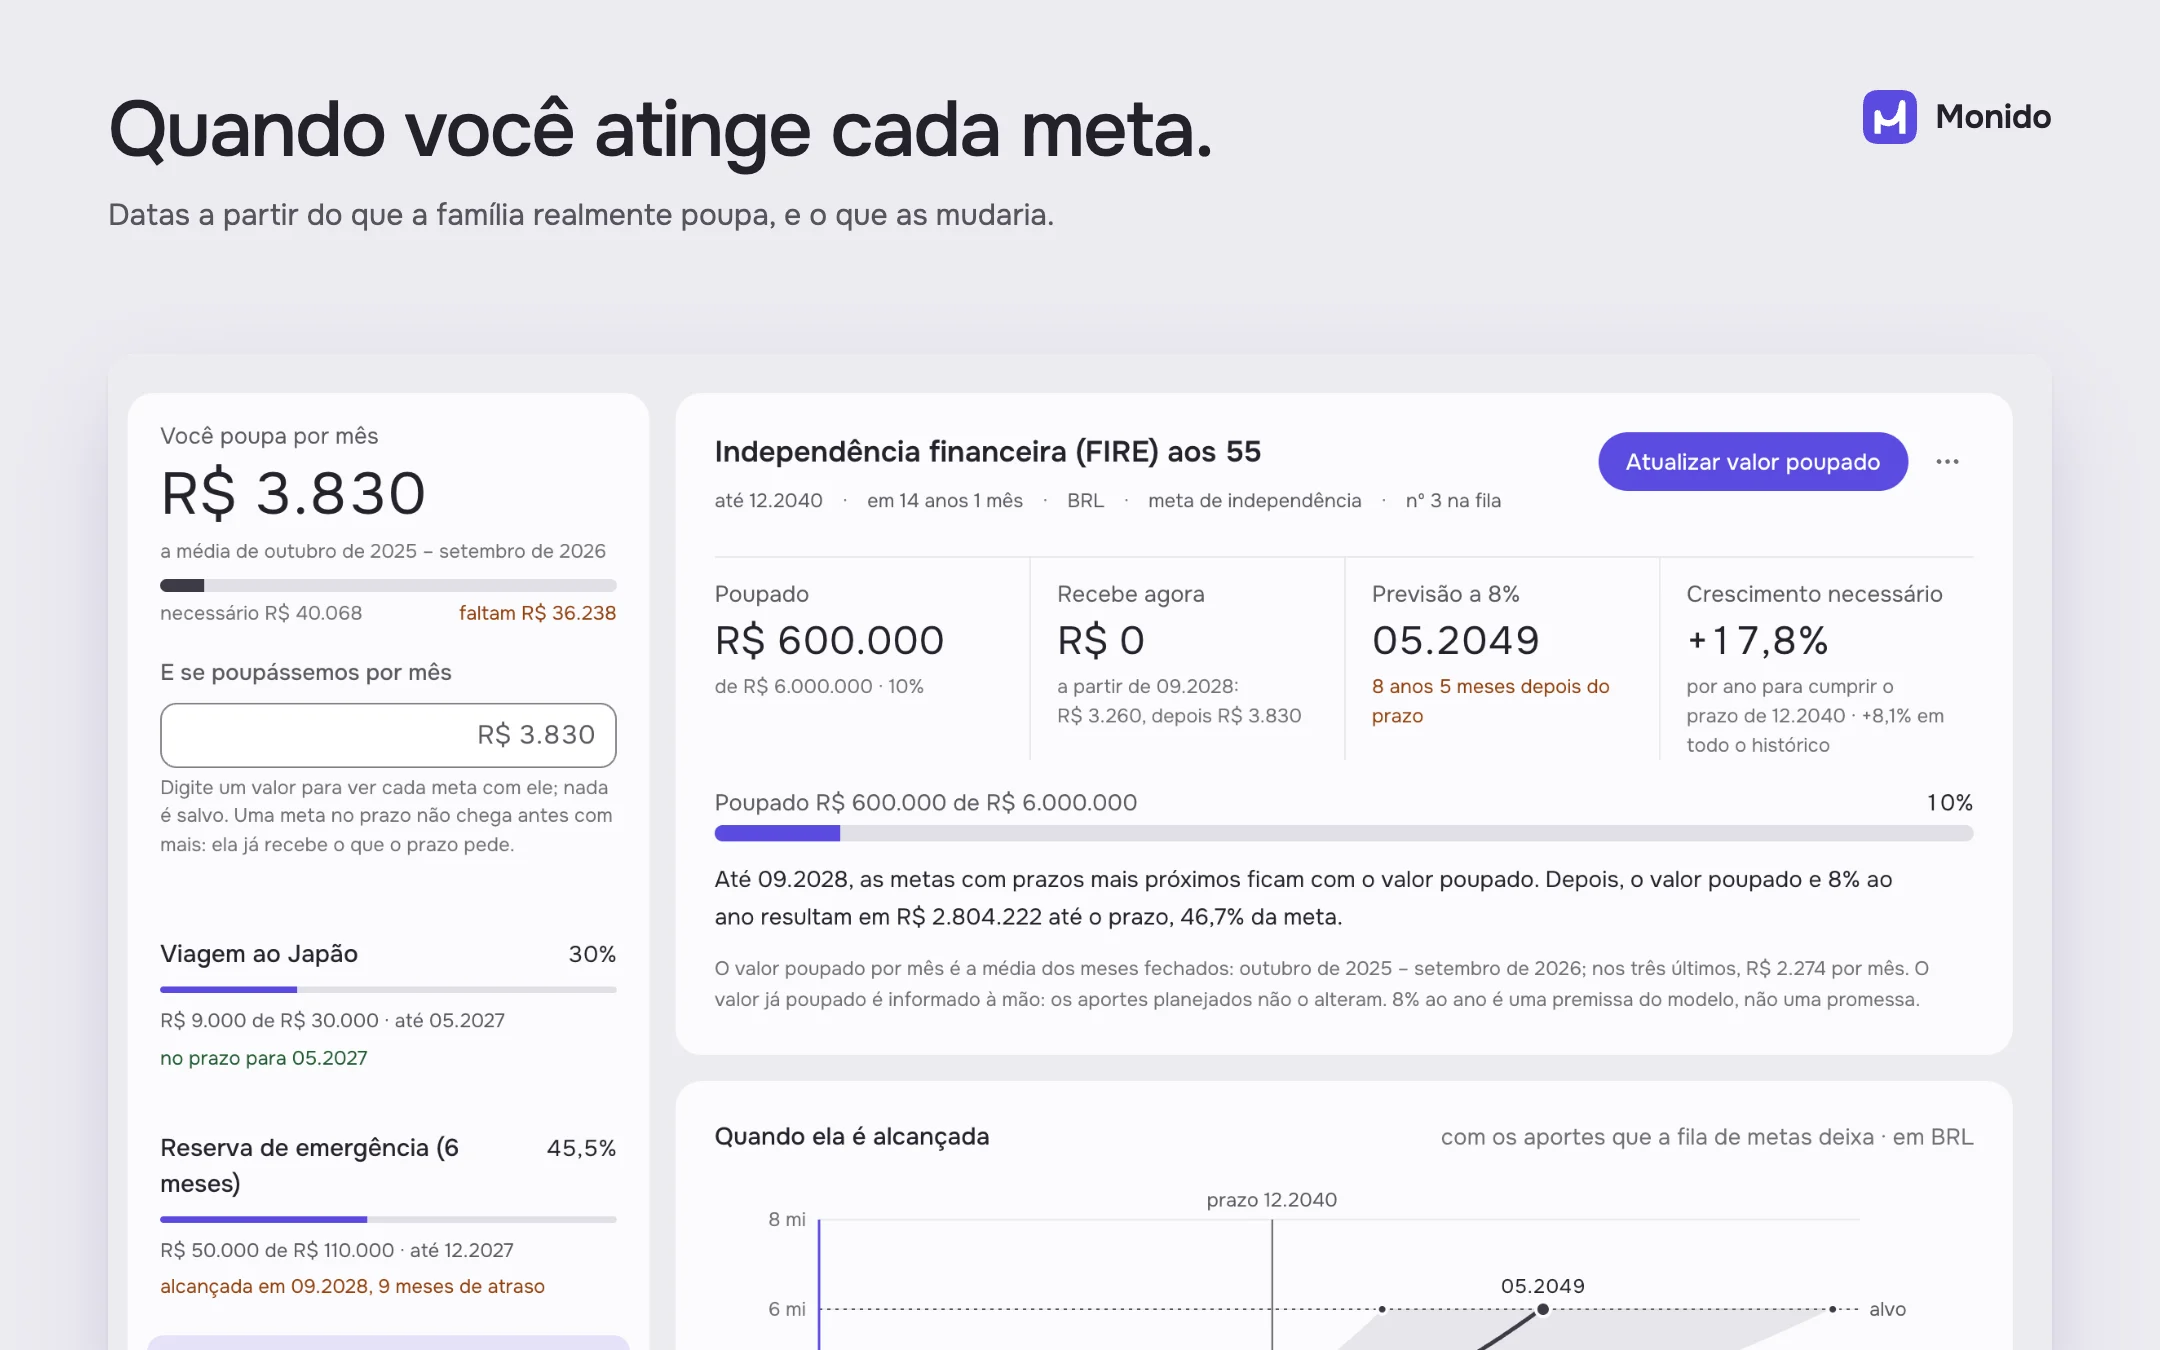 Quando você atinge cada meta.
Datas a partir do que a família realmente poupa, e o que as mudaria.
Monido
Você poupa por mês
R$ 3.830
a média de outubro de 2025 – setembro de 2026
necessário R$ 40.068
faltam R$ 36.238
E se poupássemos por mês
R$ 3.830
Digite um valor para ver cada meta com ele; nada
é salvo. Uma meta no prazo não chega antes com
mais: ela já recebe o que o prazo pede.
Viagem ao Japão
30%
R$ 9.000 de R$ 30.000 · até 05.2027
no prazo para 05.2027
Reserva de emergência (6
meses)
45,5%
R$ 50.000 de R$ 110.000 · até 12.2027
alcançada em 09.2028, 9 meses de atraso
Independência financeira (FIRE) aos 55
até 12.2040 · em 14 anos 1 mês · BRL · meta de independência · nº 3 na fila
Atualizar valor poupado
Poupado
R$ 600.000
de R$ 6.000.000 · 10%
Recebe agora
R$ 0
a partir de 09.2028:
R$ 3.260, depois R$ 3.830
Previsão a 8%
05.2049
8 anos 5 meses depois do
prazo
Crescimento necessário
+17,8%
por ano para cumprir o
prazo de 12.2040 · +8,1% em
todo o histórico
Poupado R$ 600.000 de R$ 6.000.000
10%
Até 09.2028, as metas com prazos mais próximos ficam com o valor poupado. Depois, o valor poupado e 8% ao
ano resultam em R$ 2.804.222 até o prazo, 46,7% da meta.
O valor poupado por mês é a média dos meses fechados: outubro de 2025 – setembro de 2026; nos três últimos, R$ 2.274 por mês. O
valor já poupado é informado à mão: os aportes planejados não o alteram. 8% ao ano é uma premissa do modelo, não uma promessa.
Quando ela é alcançada
com os aportes que a fila de metas deixa · em BRL
prazo 12.2040
8 mi
05.2049
6 mi
alvo